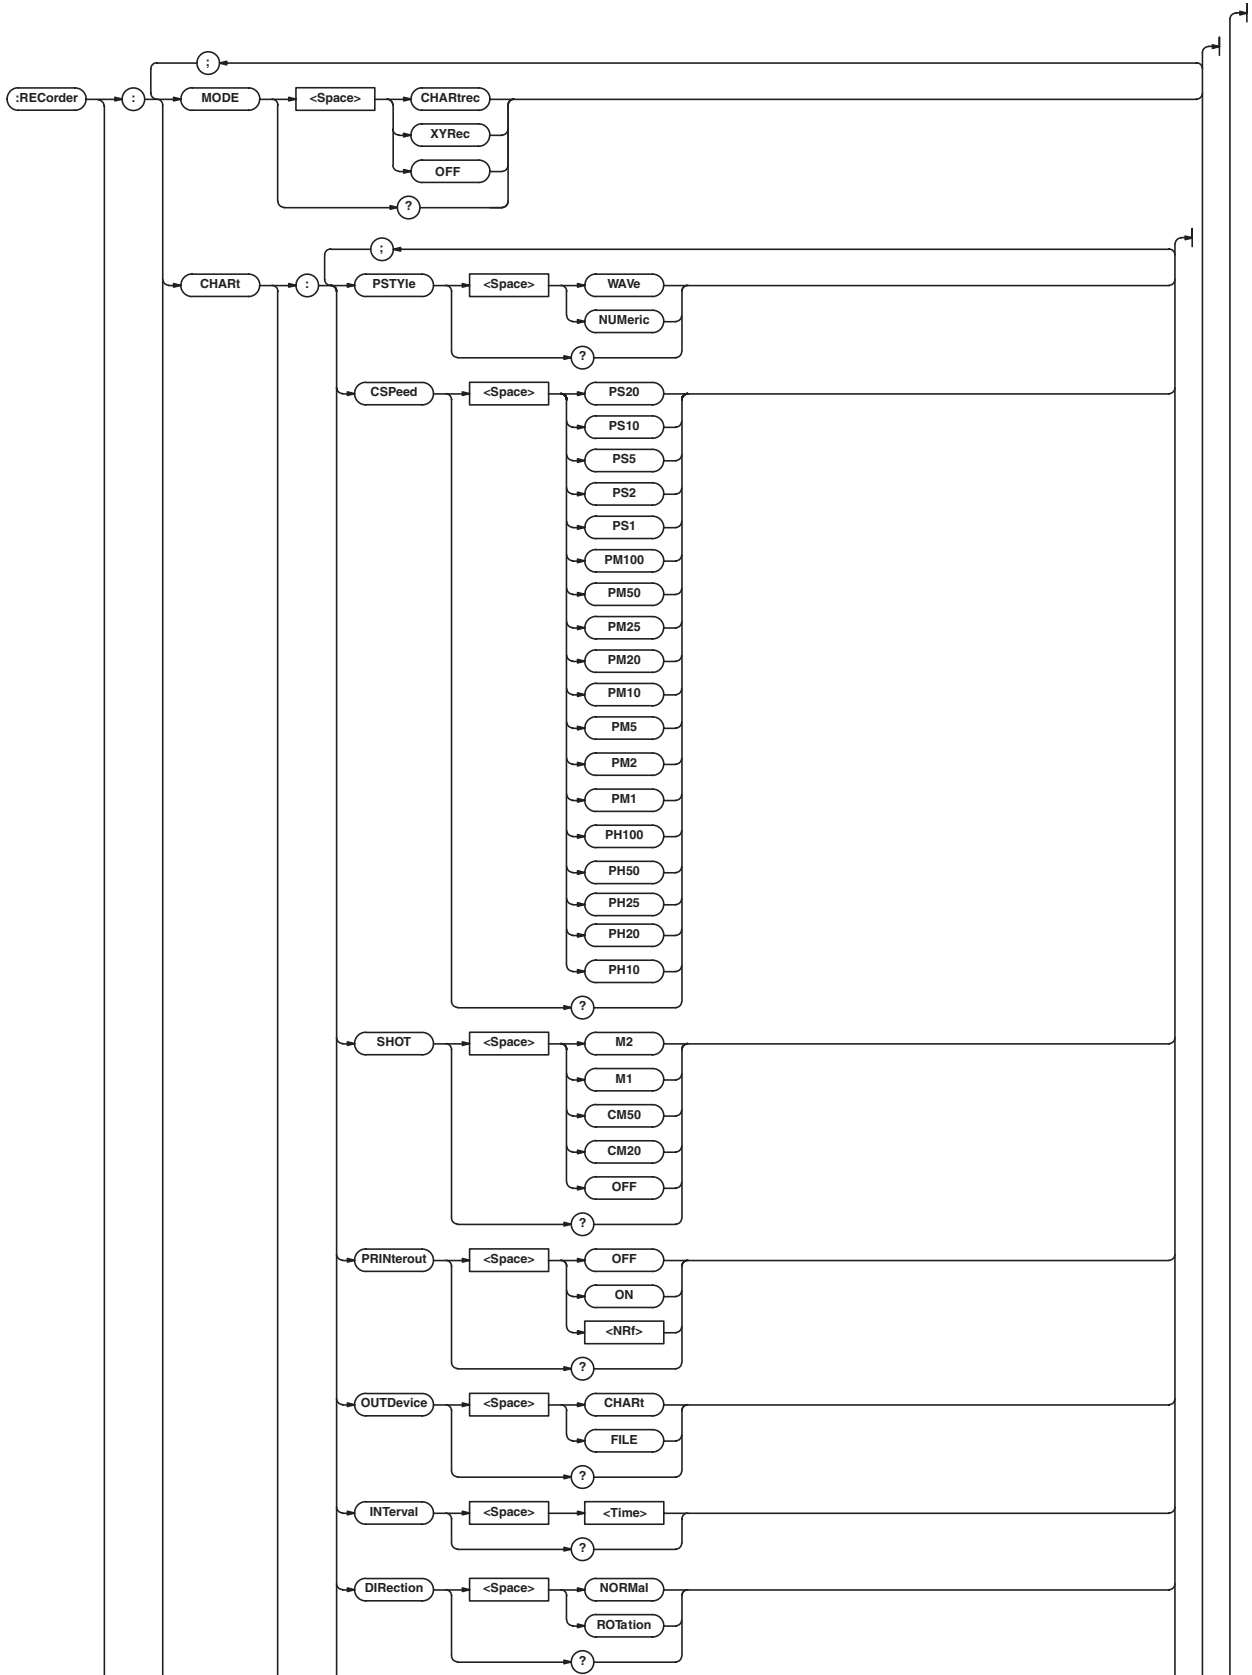 ;
:RECorder : MODE <Space> CHARtrec
XYRec
OFF
?
;
CHARt : PSTYle <Space> WAVe
NUMeric
?
CSPeed <Space> PS20
PS10
PS5
PS2
PS1
PM100
PM50
PM25
PM20
PM10
PM5
PM2
PM1
PH100
PH50
PH25
PH20
PH10
?
SHOT <Space> M2
M1
CM50
CM20
OFF
?
PRINterout <Space> OFF
ON
<NRf>
?
OUTDevice <Space> CHARt
FILE
?
INTerval <Space> <Time>
?
DIRection <Space> NORMal
ROTation
?